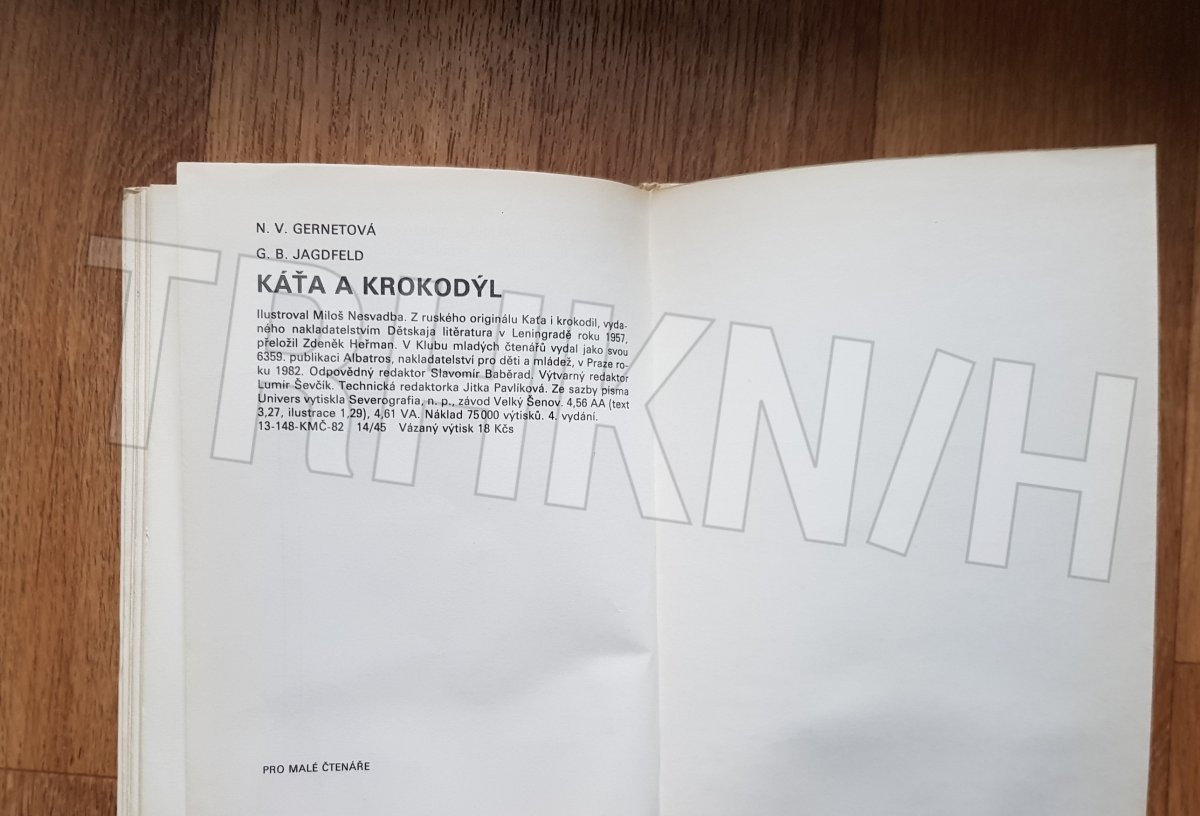 N. V. GERNETOVÁ
G. B. JAGDFELD
KÁŤA A KROKODÝL
Ilustroval Miloš Nesvadba. Z ruského originálu Kaťa i krokodil, vyda-
ného nakladatelstvím Dětskaja litěratura v Leningradě roku 1957,
přeložil Zdeněk Heřman. V Klubu mladých čtenářů vydal jako svou
6359. publikaci Albatros, nakladatelství pro děti a mládež, v Praze ro-
ku 1982. Odpovědný redaktor Slavomír Baběrad. Výtvarný redaktor
Lumír Ševčík. Technická redaktorka Jitka Pavlíková. Ze sazby písma
Univers vytiskla Severografia, n. p., závod Velký Šenov. 4,56 AA (text
3,27, ilustrace 1,29), 4,61 VA. Náklad 75000 výtisků. 4. vydání.
13-148-KMČ-82 14/45 Vázaný výtisk 18 Kčs
TRHKNIH
PRO MALÉ ČTENÁŘE